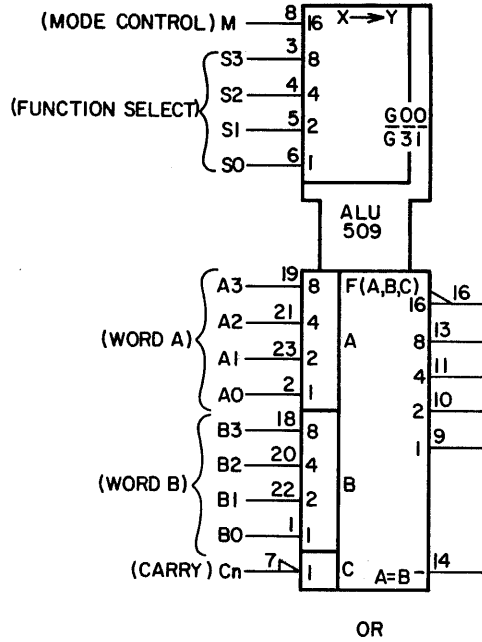 (MODE CONTROL) M 8 16 X→Y
S3 3 8
(FUNCTION SELECT) S2 4 4
S1 5 2
S0 6 1
G00
G31
ALU
509
A3 19 8 F(A,B,C) 16 16
A2 21 4 8 13
(WORD A) A
A1 23 2 4 11
A0 2 1 2 10
B3 18 8 1 9
B2 20 4
(WORD B) B
B1 22 2
B0 1 1
(CARRY) Cn 7 1 C A=B 14
OR